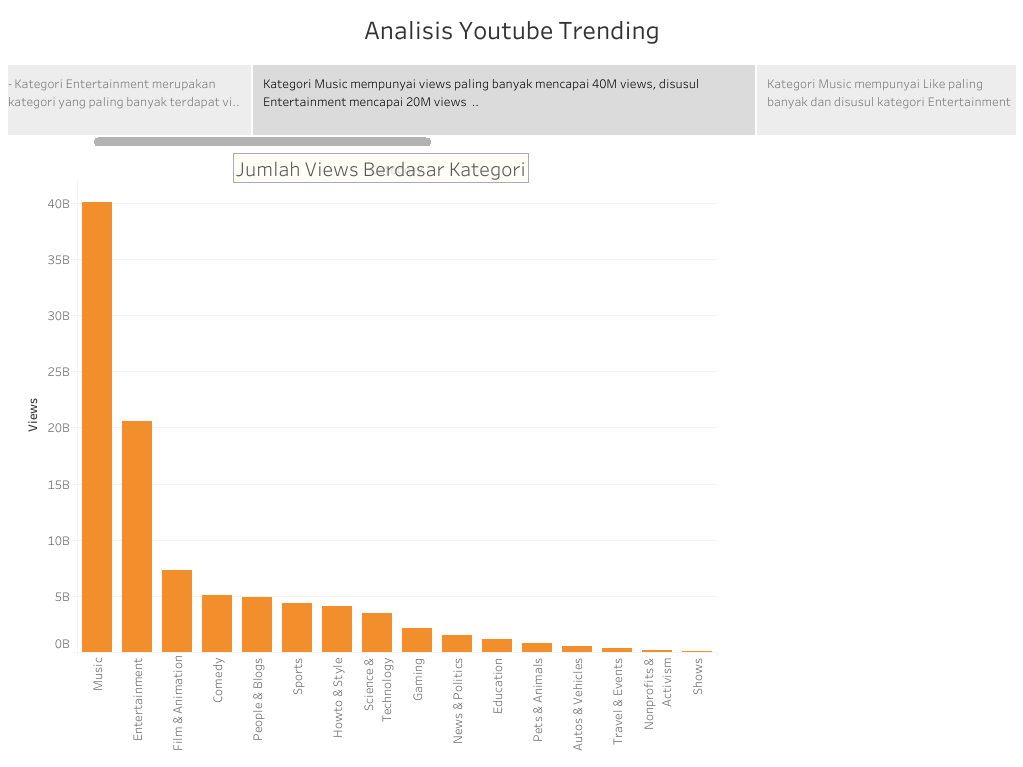 Analisis Youtube Trending
- Kategori Entertainment merupakan
kategori yang paling banyak terdapat vi..
Kategori Music mempunyai views paling banyak mencapai 40M views, disusul
Entertainment mencapai 20M views ..
Kategori Music mempunyai Like paling
banyak dan disusul kategori Entertainment
Jumlah Views Berdasar Kategori
40B
35B
30B
25B
20B
15B
10B
5B
0B
Views
Music
Entertainment
Film & Animation
Comedy
People & Blogs
Sports
Howto & Style
Science &
Technology
Gaming
News & Politics
Education
Pets & Animals
Autos & Vehicles
Travel & Events
Nonprofits &
Activism
Shows